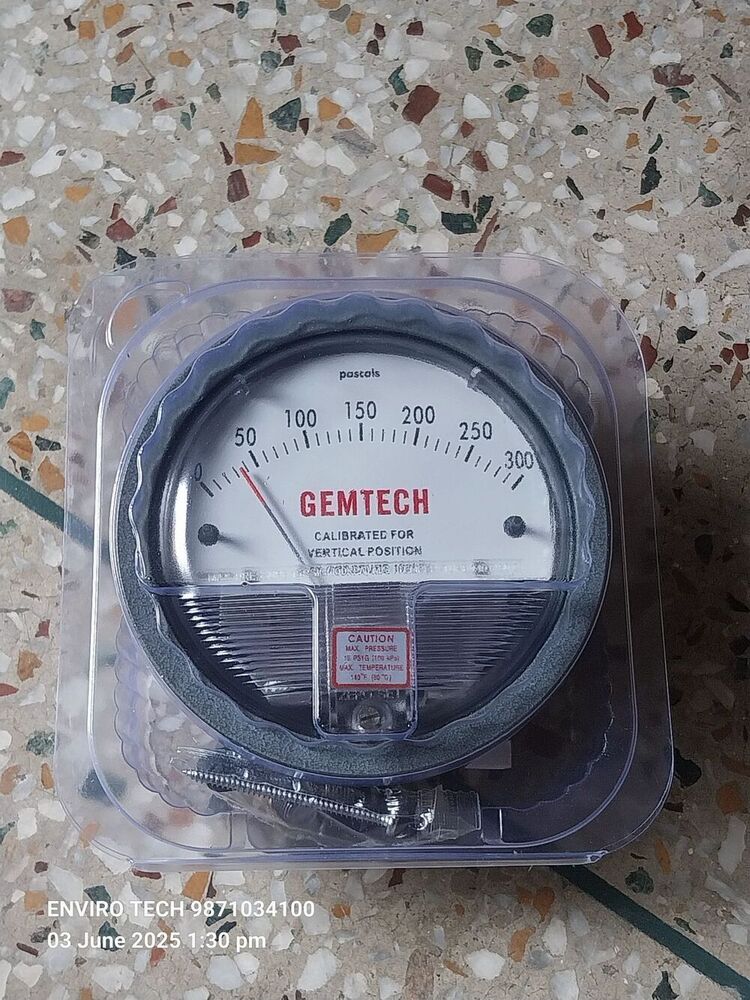 pascals
0 50 100 150 200 250 300
GEMTECH
CALIBRATED FOR
VERTICAL POSITION
CAUTION
MAX. PRESSURE
MAX. TEMPERATURE
ENVIRO TECH 9871034100
03 June 2025 1:30 pm